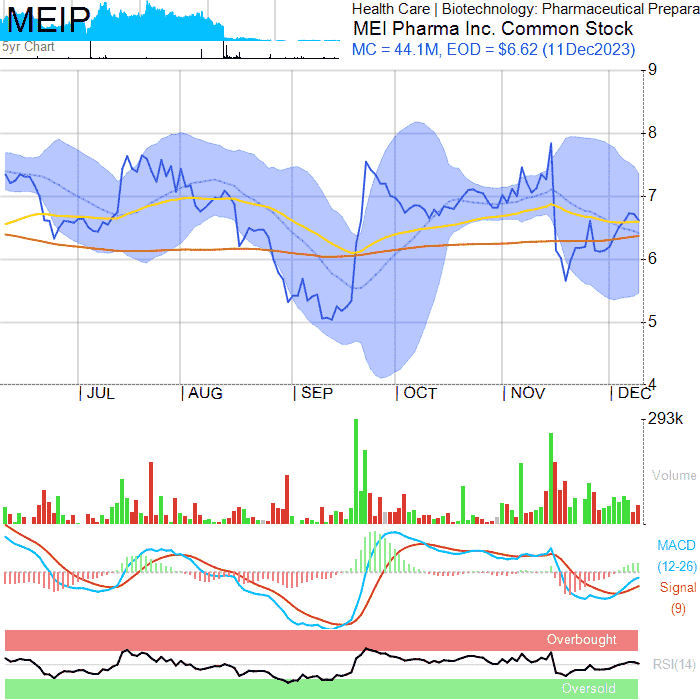 MEIP
Health Care | Biotechnology: Pharmaceutical Prepara
MEI Pharma Inc. Common Stock
5yr Chart
MC = 44.1M, EOD = $6.62 (11Dec2023)
9
8
7
6
5
4
JUL
AUG
SEP
OCT
NOV
DEC
293k
Volume
MACD
(12-26)
Signal
(9)
Overbought
RSI(14)
Oversold